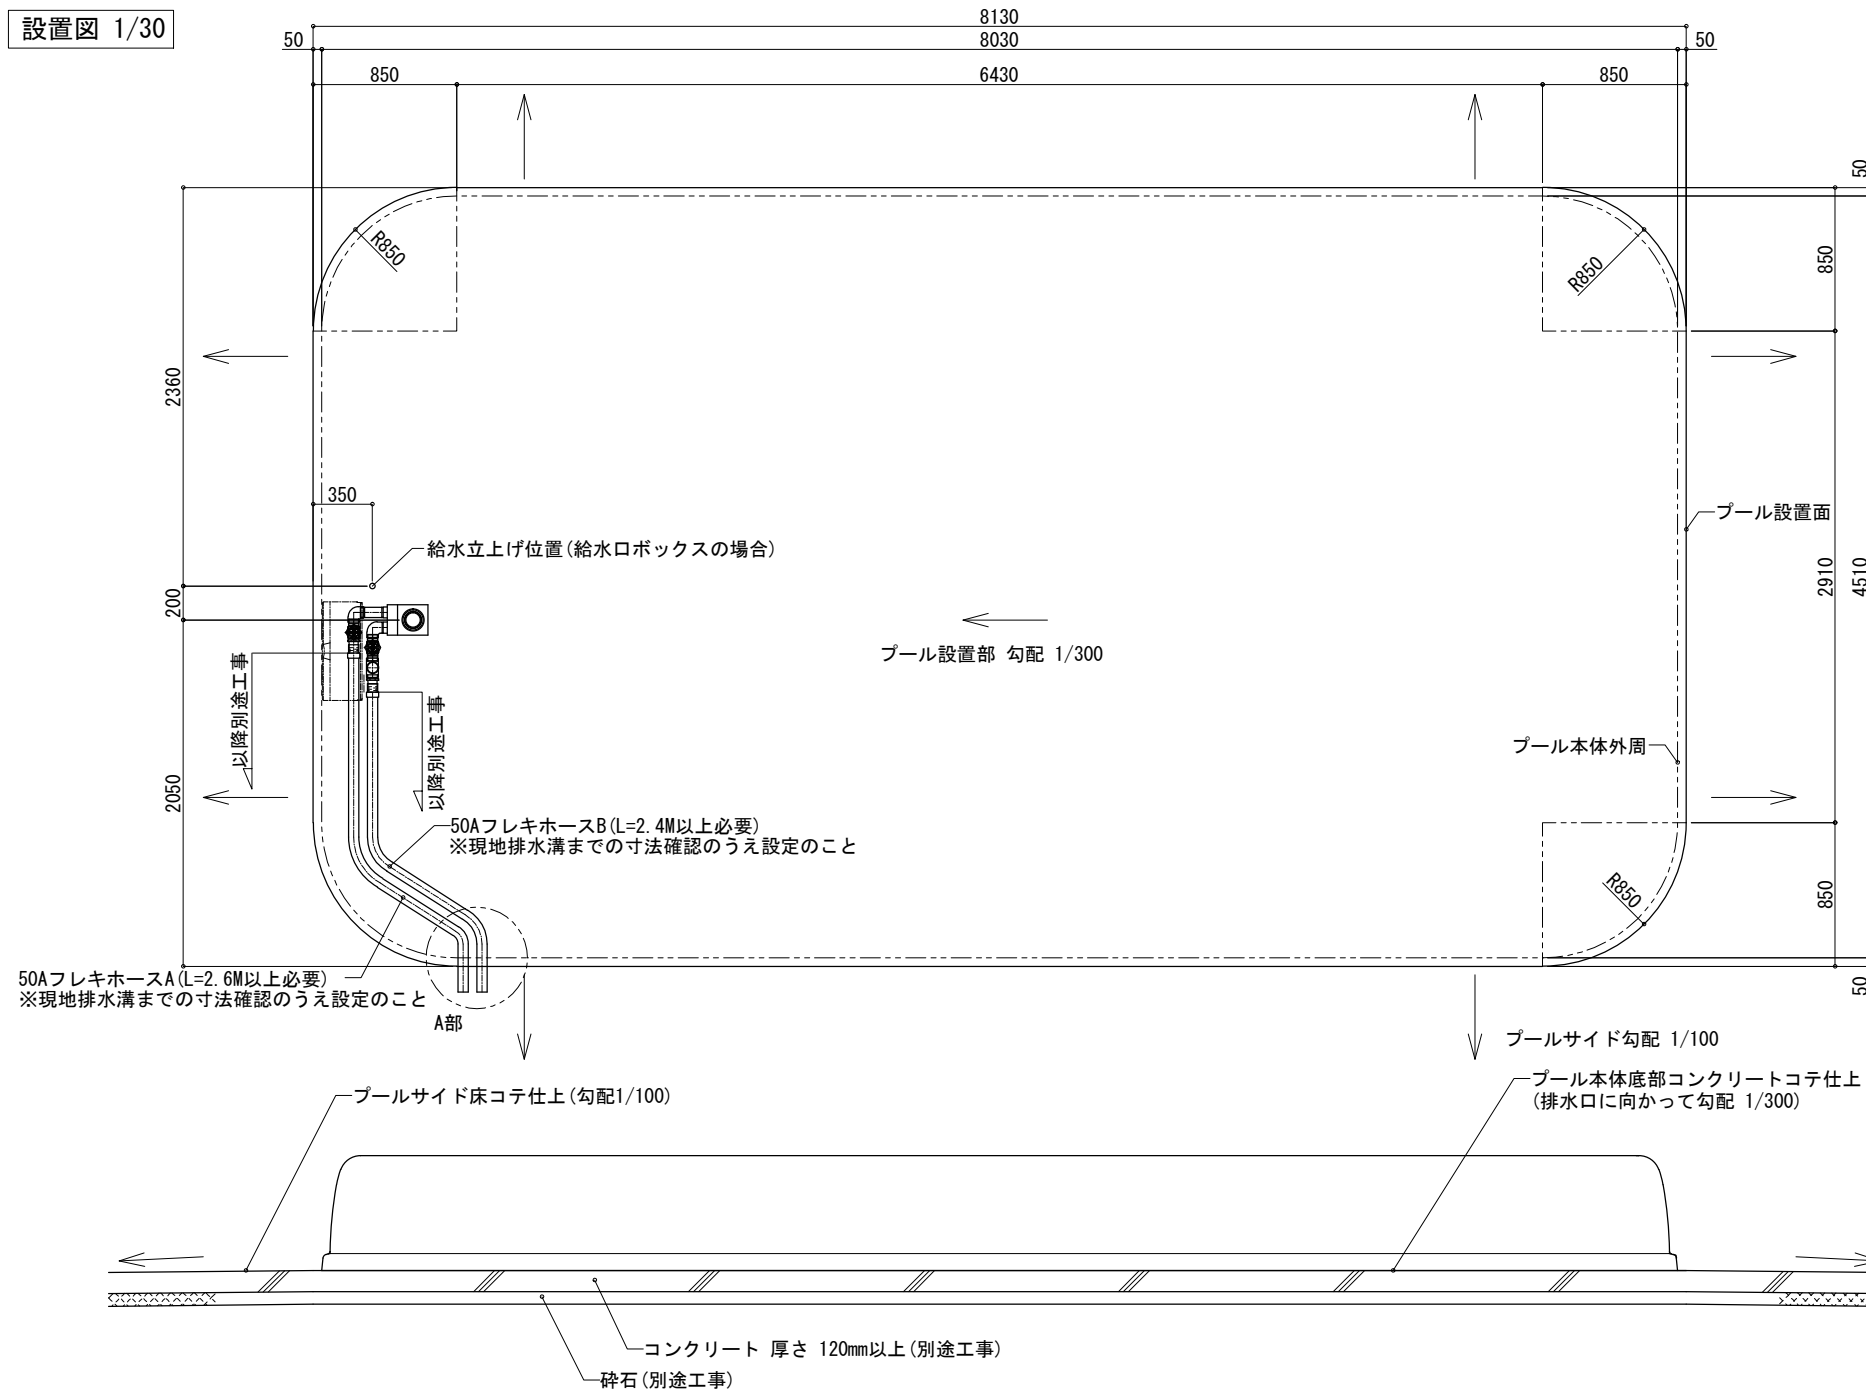 設置図 1/30
8130
50
8030
50
850
6430
850
50
R850
R850
850
2360
350
プール設置面
給水立上げ位置(給水口ボックスの場合)
200
2910
4510
プール設置部 勾配 1/300
以降別途工事
以降別途工事
プール本体外周
2050
50AフレキホースB(L=2.4M以上必要)
※現地排水溝までの寸法確認のうえ設定のこと
R850
850
50AフレキホースA(L=2.6M以上必要)
※現地排水溝までの寸法確認のうえ設定のこと
50
A部
プールサイド勾配 1/100
プールサイド床コテ仕上(勾配1/100)
プール本体底部コンクリートコテ仕上
(排水口に向かって勾配 1/300)
コンクリート 厚さ 120mm以上(別途工事)
砕石(別途工事)